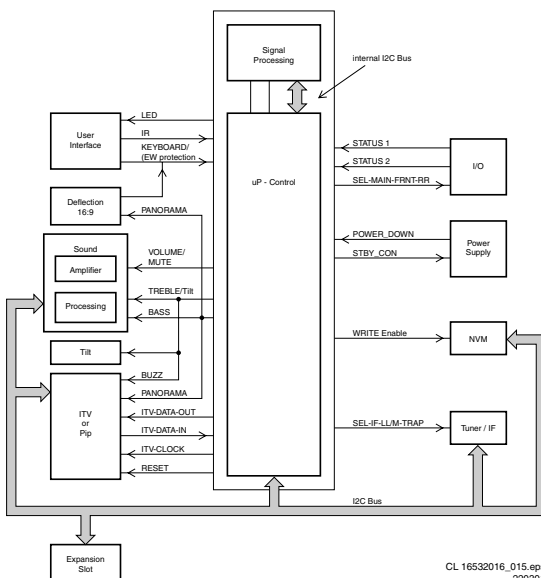 Signal
Processing
internal I2C Bus
LED
IR
KEYBOARD/
(EW protection
User
Interface
uP - Control
STATUS 1
STATUS 2
SEL-MAIN-FRNT-RR
I/O
Deflection
16:9
PANORAMA
Sound
Amplifier
Processing
VOLUME/
MUTE
TREBLE/Tilt
BASS
POWER_DOWN
STBY_CON
Power
Supply
WRITE Enable
NVM
Tilt
BUZZ
PANORAMA
ITV-DATA-OUT
ITV-DATA-IN
ITV-CLOCK
RESET
ITV
or
Pip
SEL-IF-LL/M-TRAP
Tuner / IF
I2C Bus
Expansion
Slot
CL 16532016_015.ep